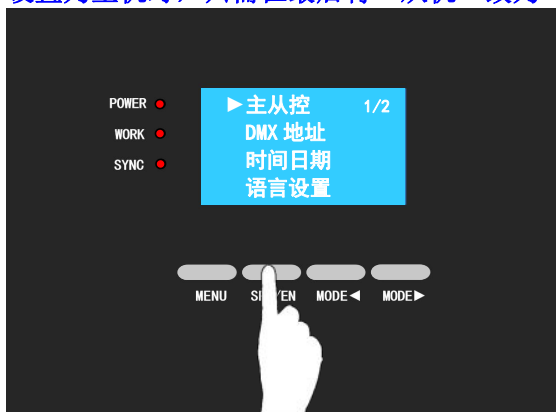 POWER
▶主从控 1/2
WORK
DMX 地址
SYNC
时间日期
语言设置
MENU
MODE◀
MODE▶